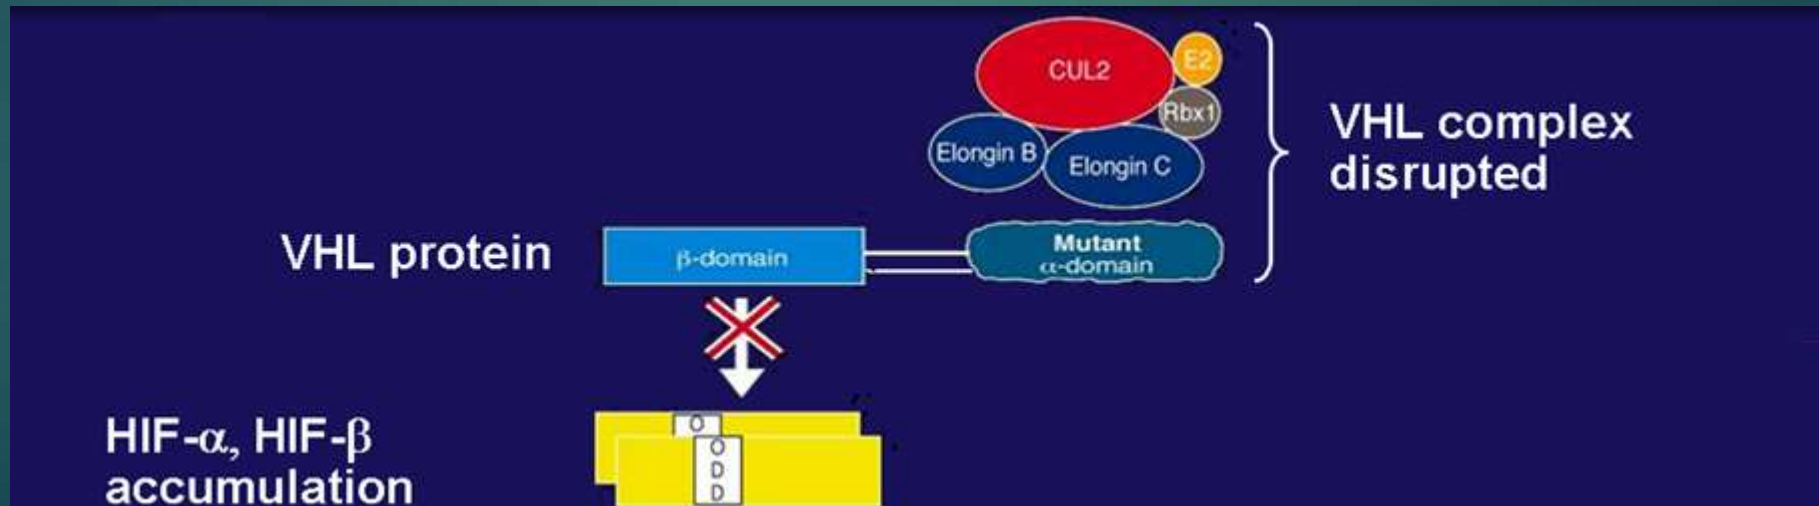 CUL2
E2
Rbx1
Elongin B
Elongin C
VHL complex
disrupted
VHL protein
β-domain
Mutant
α-domain
HIF-α, HIF-β
accumulation
O
O
D
D